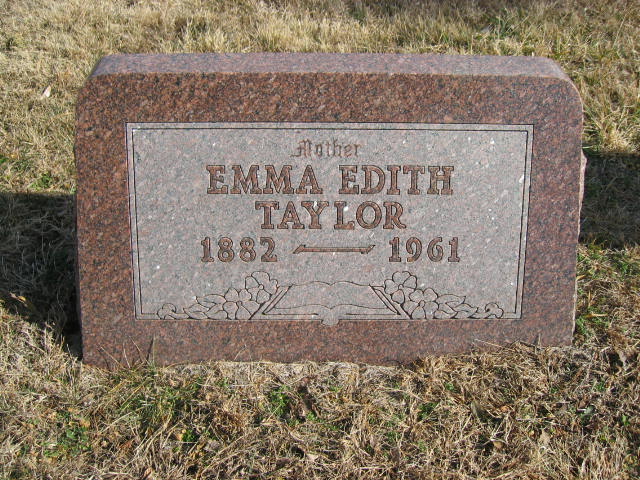 Mother
EMMA EDITH
TAYLOR
1882 — 1961